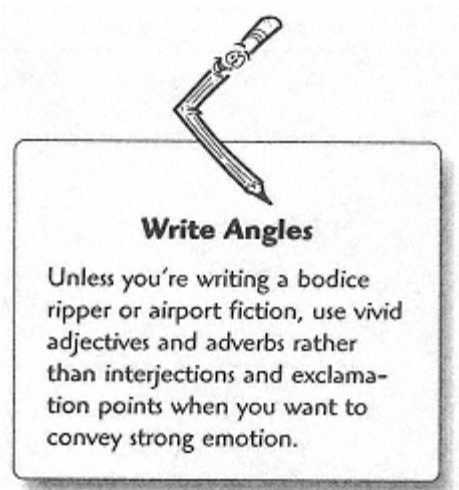 Write Angles
Unless you're writing a bodice
ripper or airport fiction, use vivid
adjectives and adverbs rather
than interjections and exclama-
tion points when you want to
convey strong emotion.